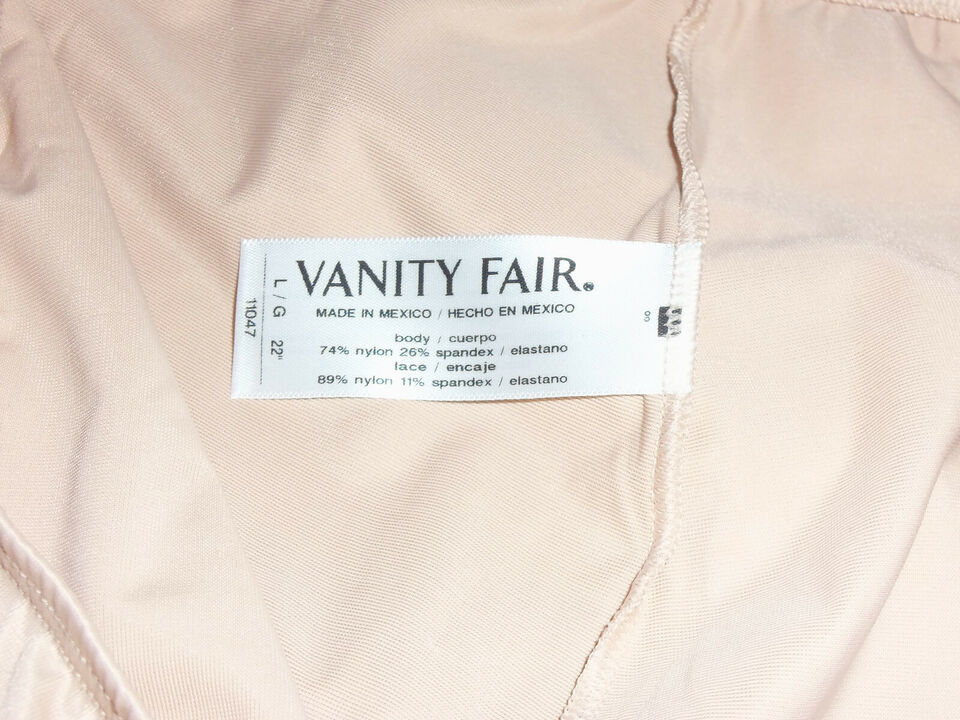 VANITY FAIR®
MADE IN MEXICO / HECHO EN MEXICO
body / cuerpo
74% nylon 26% spandex / elastano
lace / encaje
89% nylon 11% spandex / elastano
L / G 22"
11047